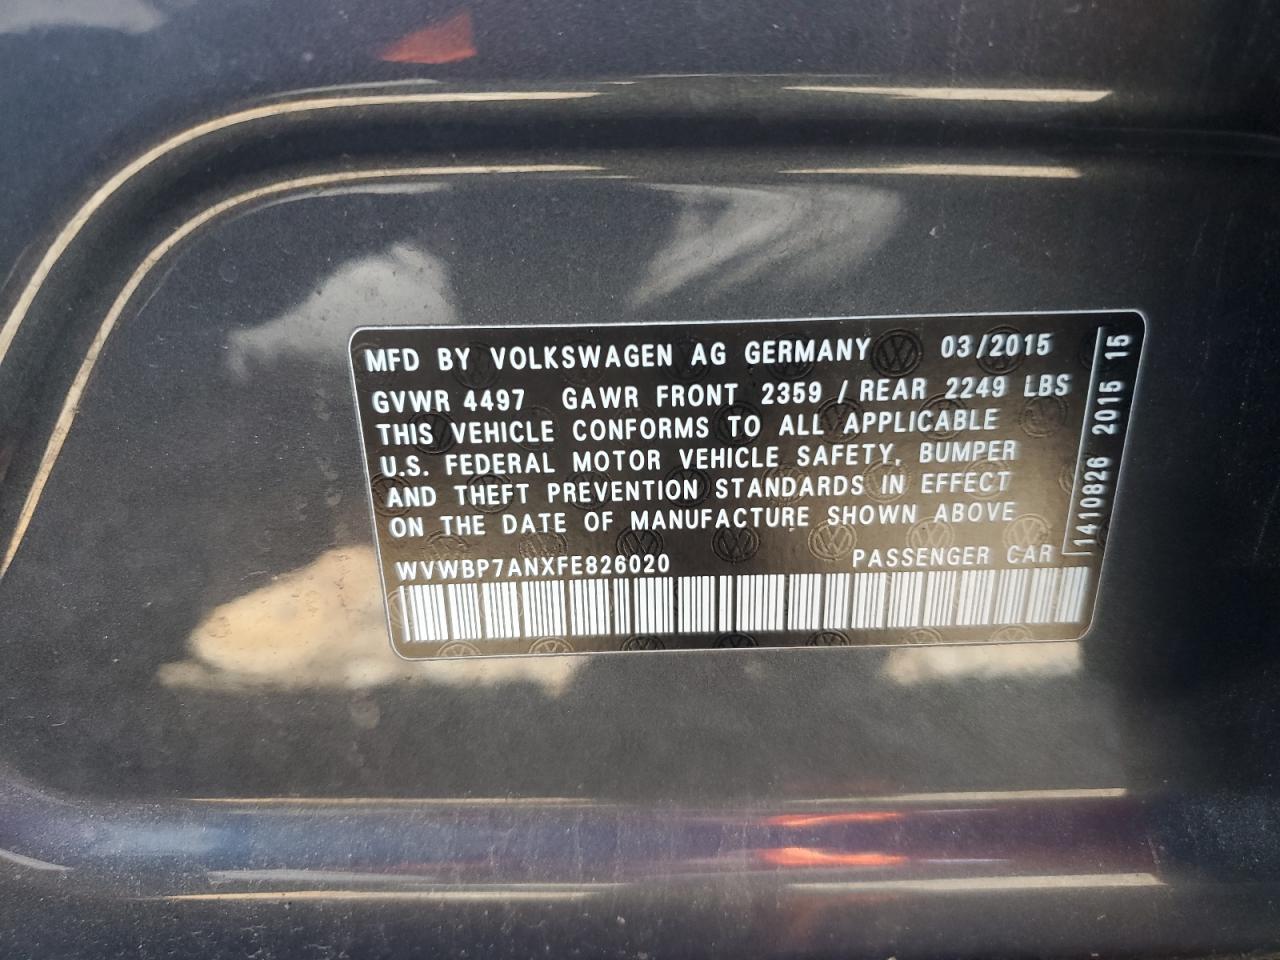 MFD BY VOLKSWAGEN AG GERMANY 03/2015
GVWR 4497 GAWR FRONT 2359 / REAR 2249 LBS
THIS VEHICLE CONFORMS TO ALL APPLICABLE
U.S. FEDERAL MOTOR VEHICLE SAFETY, BUMPER
AND THEFT PREVENTION STANDARDS IN EFFECT
ON THE DATE OF MANUFACTURE SHOWN ABOVE
WVWBP7ANXFE826020 PASSENGER CAR
1410826 2015 15